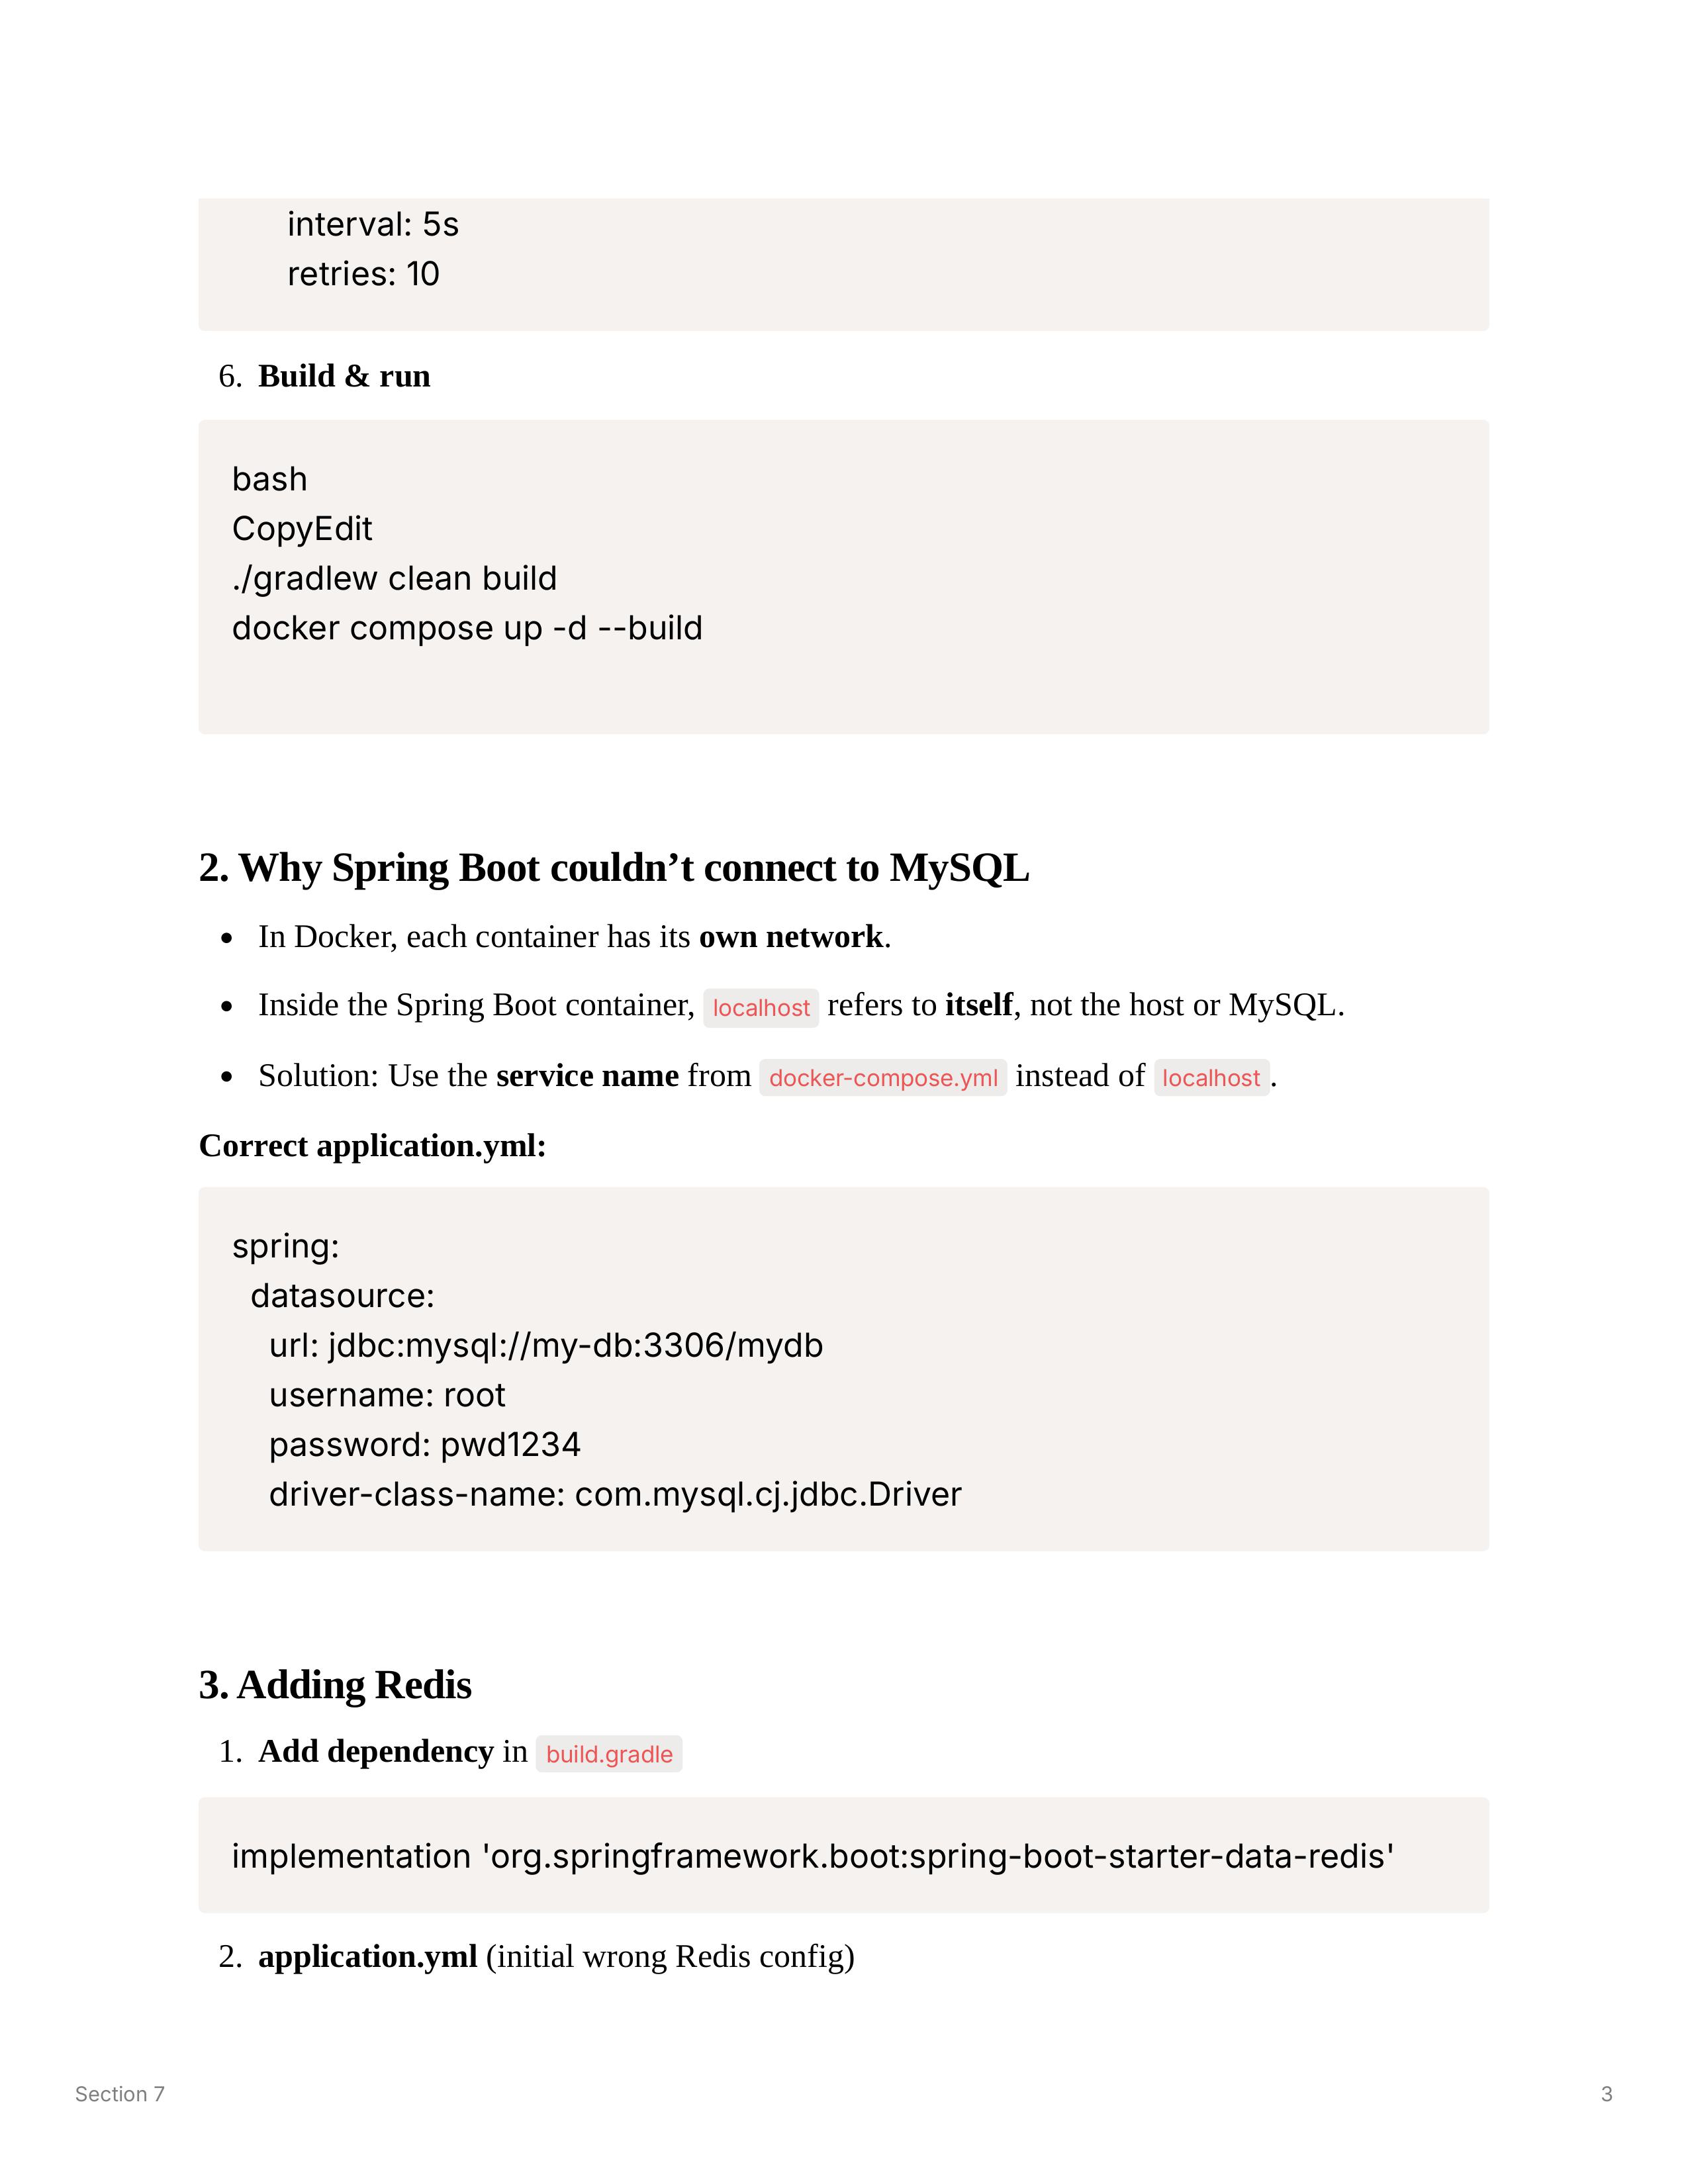 interval: 5s
retries: 10
6. Build & run
bash
CopyEdit
./gradlew clean build
docker compose up -d --build
2. Why Spring Boot couldn’t connect to MySQL
• In Docker, each container has its own network.
• Inside the Spring Boot container, localhost refers to itself, not the host or MySQL.
• Solution: Use the service name from docker-compose.yml instead of localhost.
Correct application.yml:
spring:
  datasource:
    url: jdbc:mysql://my-db:3306/mydb
    username: root
    password: pwd1234
    driver-class-name: com.mysql.cj.jdbc.Driver
3. Adding Redis
1. Add dependency in build.gradle
implementation 'org.springframework.boot:spring-boot-starter-data-redis'
2. application.yml (initial wrong Redis config)
Section 7
3